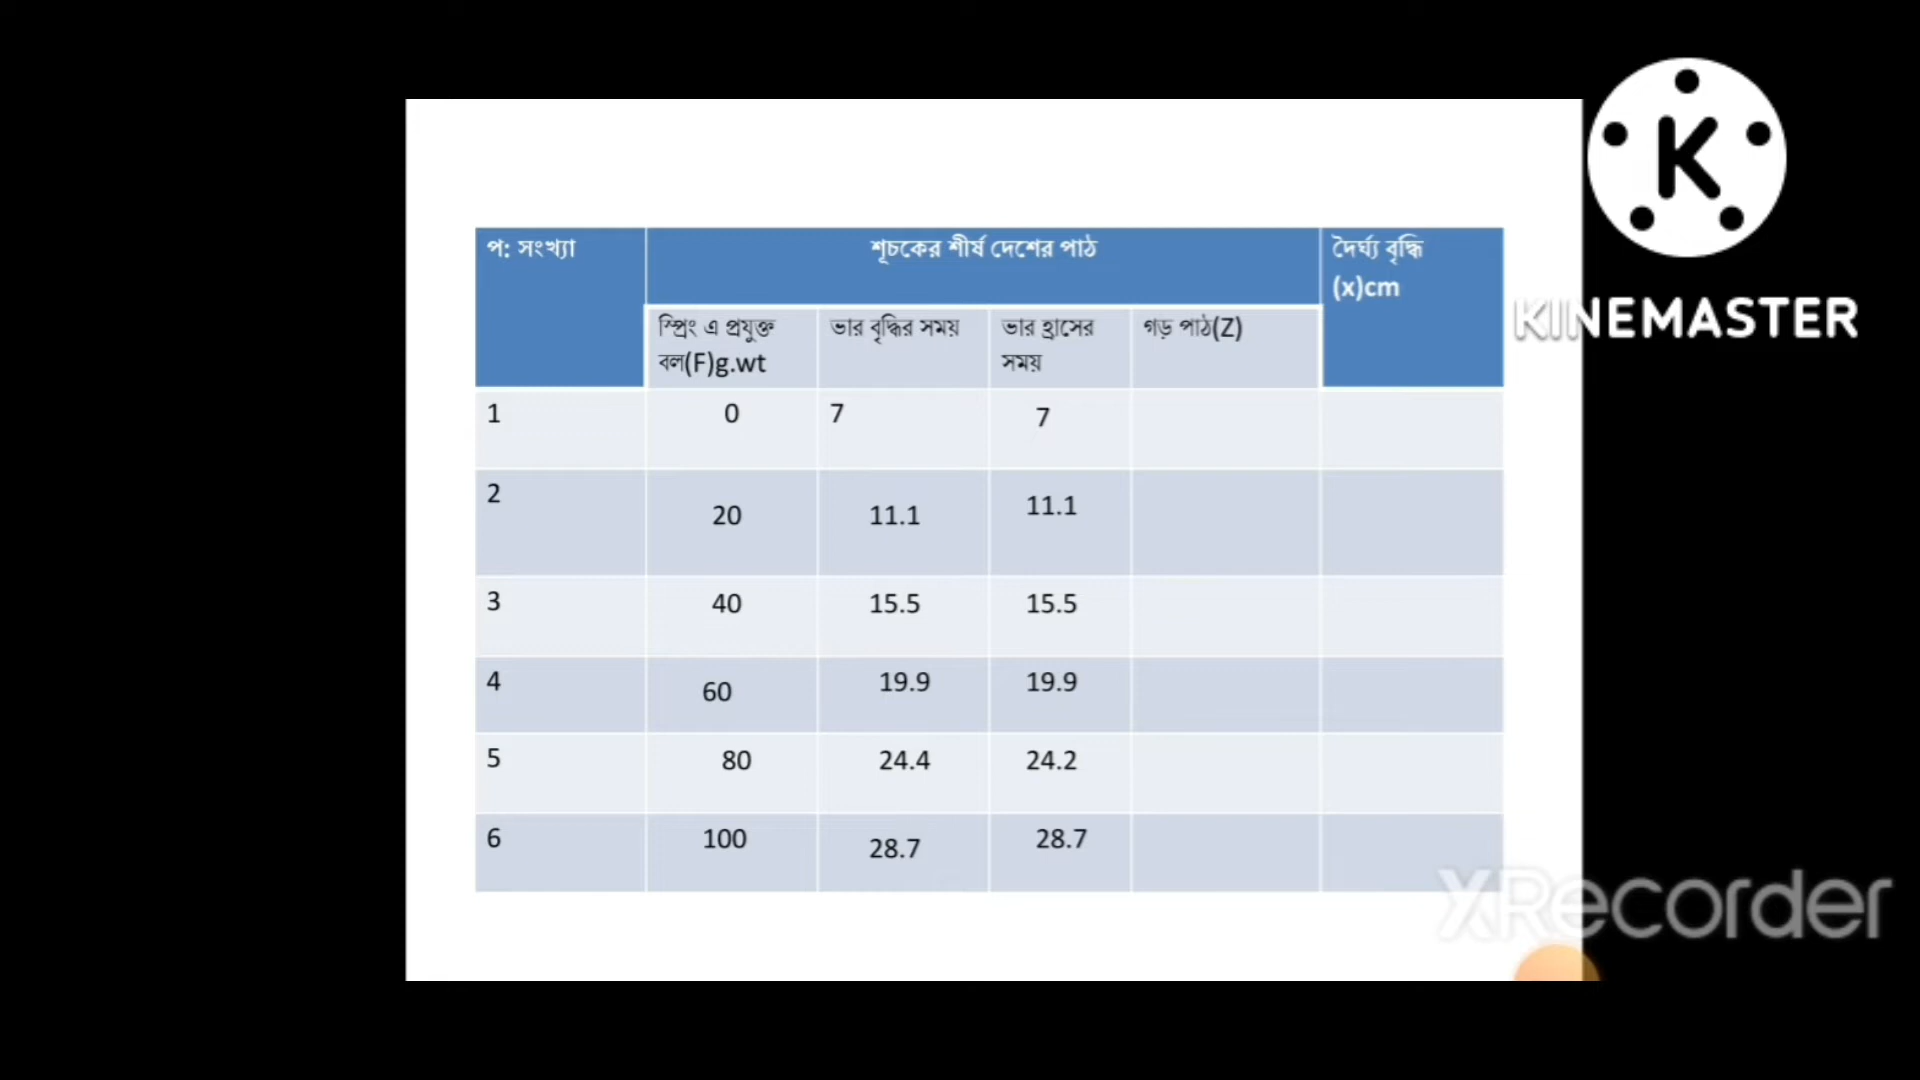 প: সংখ্যা
শূচকের শীর্ষ দেশের পাঠ
দৈর্ঘ্য বৃদ্ধি
(x)cm
স্প্রিং এ প্রযুক্ত
বল(F)g.wt
ভার বৃদ্ধির সময়
ভার হ্রাসের
সময়
গড় পাঠ(Z)
1 0 7 7
2 20 11.1 11.1
3 40 15.5 15.5
4 60 19.9 19.9
5 80 24.4 24.2
6 100 28.7 28.7
K
KINEMASTER
XRecorder